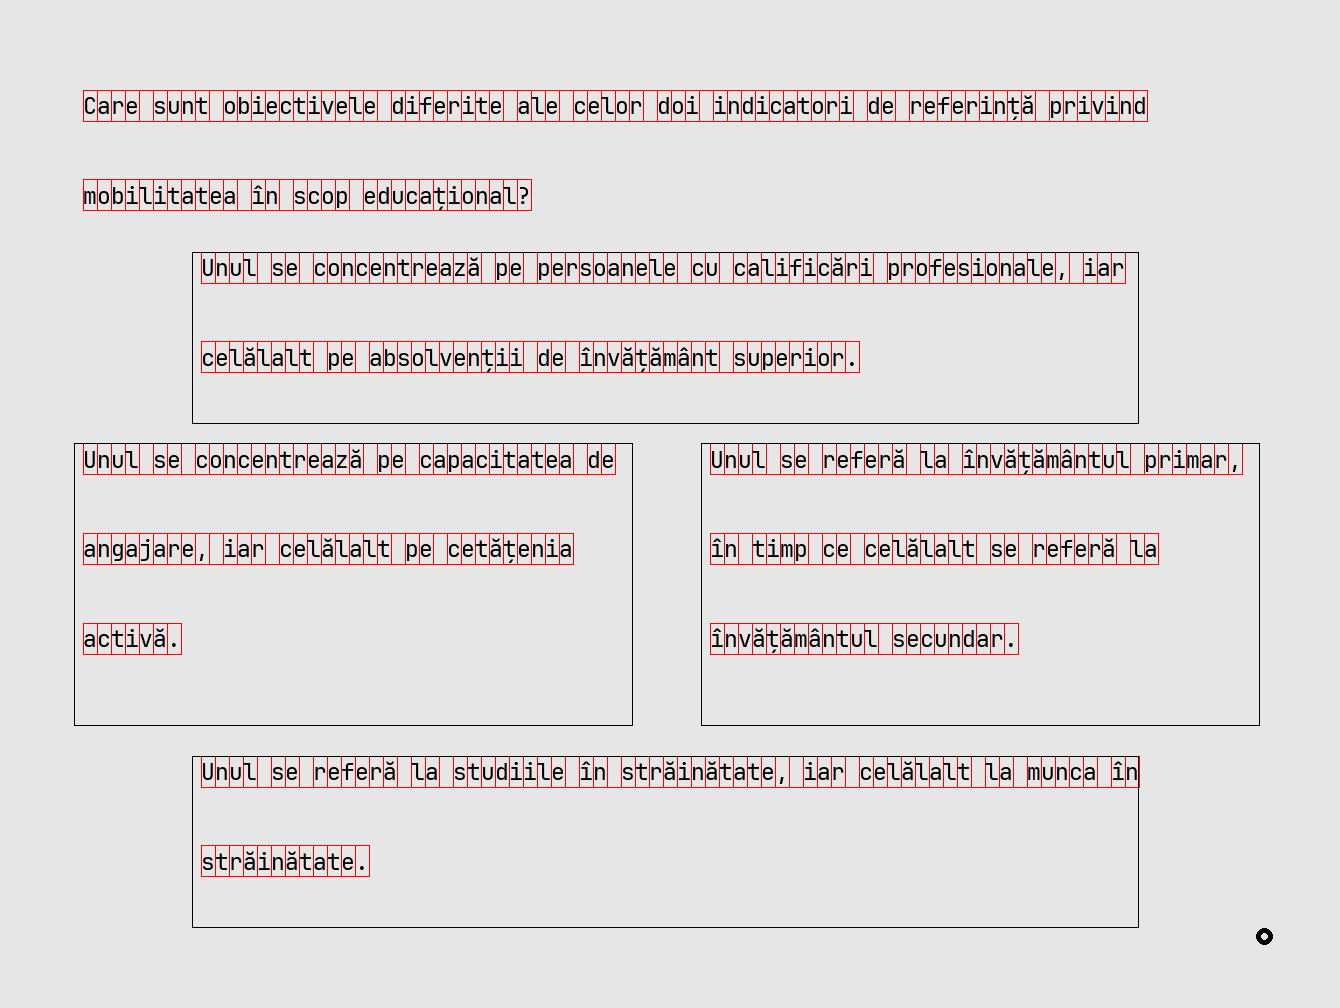 Care sunt obiectivele diferite ale celor doi indicatori de referință privind
mobilitatea în scop educațional?
Unul se concentrează pe persoanele cu calificări profesionale, iar
celălalt pe absolvenții de învățământ superior.
Unul se concentrează pe capacitatea de
angajare, iar celălalt pe cetățenia
activă.
Unul se referă la învățământul primar,
în timp ce celălalt se referă la
învățământul secundar.
Unul se referă la studiile în străinătate, iar celălalt la munca în
străinătate.